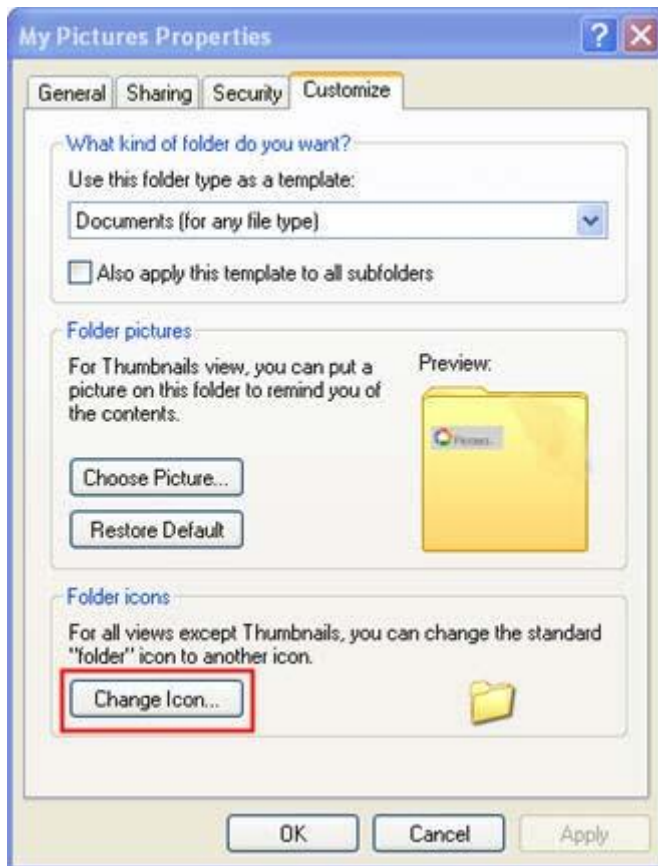 My Pictures Properties
General Sharing Security Customize
What kind of folder do you want?
Use this folder type as a template:
Documents (for any file type)
Also apply this template to all subfolders
Folder pictures
For Thumbnails view, you can put a
picture on this folder to remind you of
the contents.
Preview:
Choose Picture...
Restore Default
Folder icons
For all views except Thumbnails, you can change the standard
"folder" icon to another icon.
Change Icon...
OK Cancel Apply